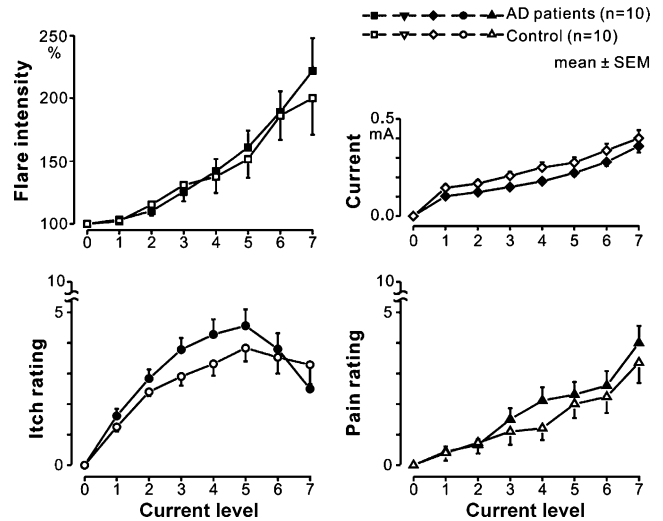 AD patients (n=10)
Control (n=10)
mean ± SEM
250
%
200
150
100
Flare intensity
0 1 2 3 4 5 6 7
0.5
mA
0.0
Current
0 1 2 3 4 5 6 7
10
5
0
Itch rating
0 1 2 3 4 5 6 7
Current level
10
5
0
Pain rating
0 1 2 3 4 5 6 7
Current level